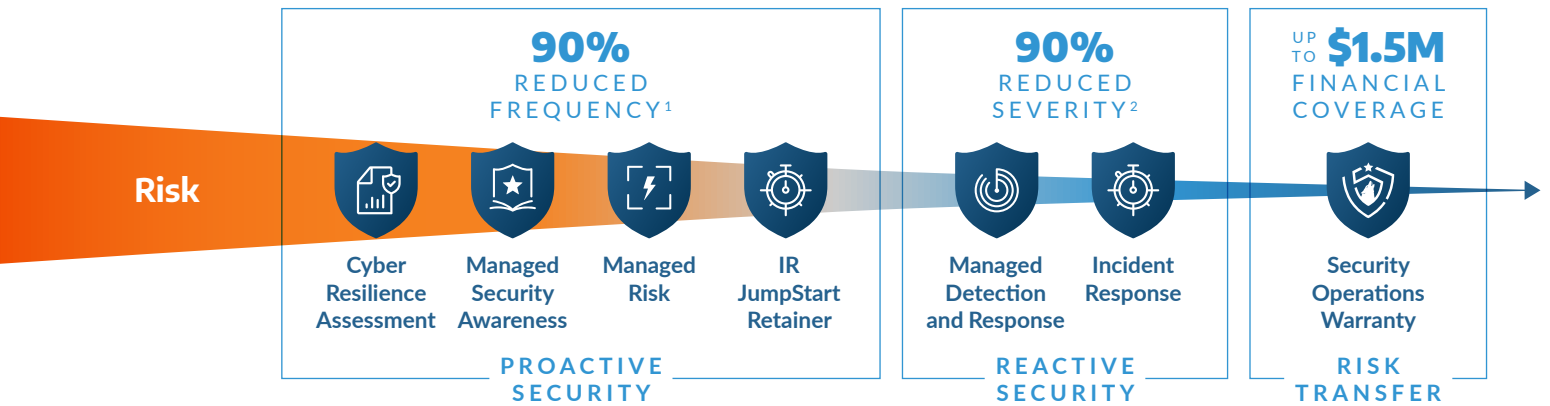 Risk
90%
REDUCED
FREQUENCY¹
Cyber
Resilience
Assessment
Managed
Security
Awareness
Managed
Risk
IR
JumpStart
Retainer
PROACTIVE
SECURITY
90%
REDUCED
SEVERITY²
Managed
Detection
and Response
Incident
Response
REACTIVE
SECURITY
UP TO $1.5M
FINANCIAL
COVERAGE
Security
Operations
Warranty
RISK
TRANSFER